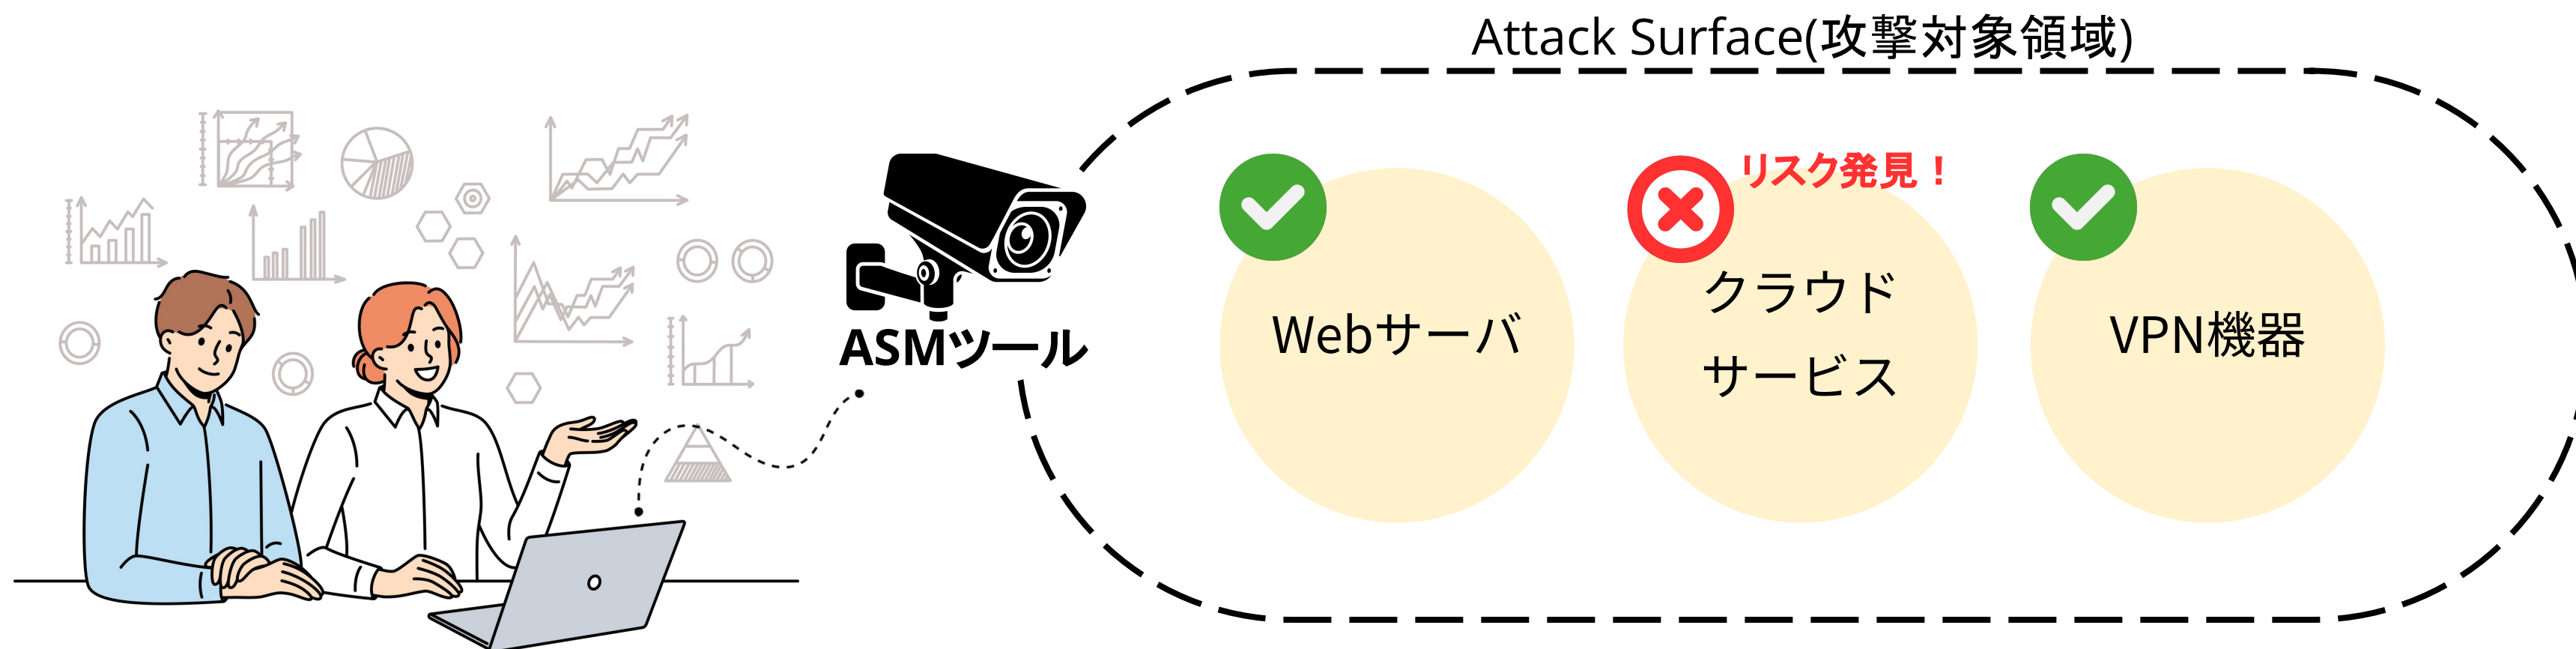 Attack Surface(攻撃対象領域)
リスク発見！
ASMツール
Webサーバ
クラウド
サービス
VPN機器